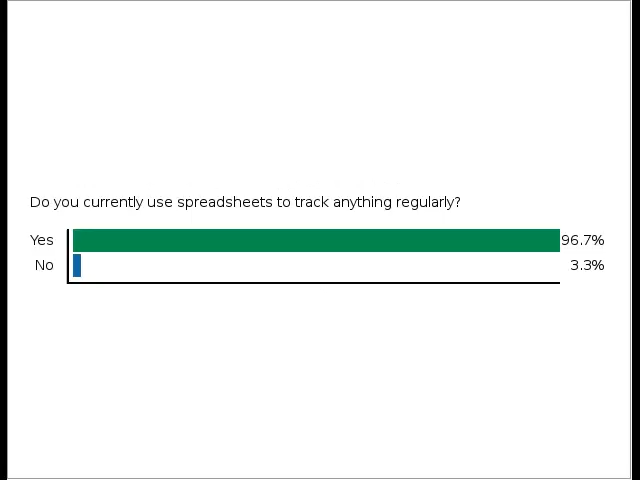 Do you currently use spreadsheets to track anything regularly?
Yes 96.7%
No 3.3%